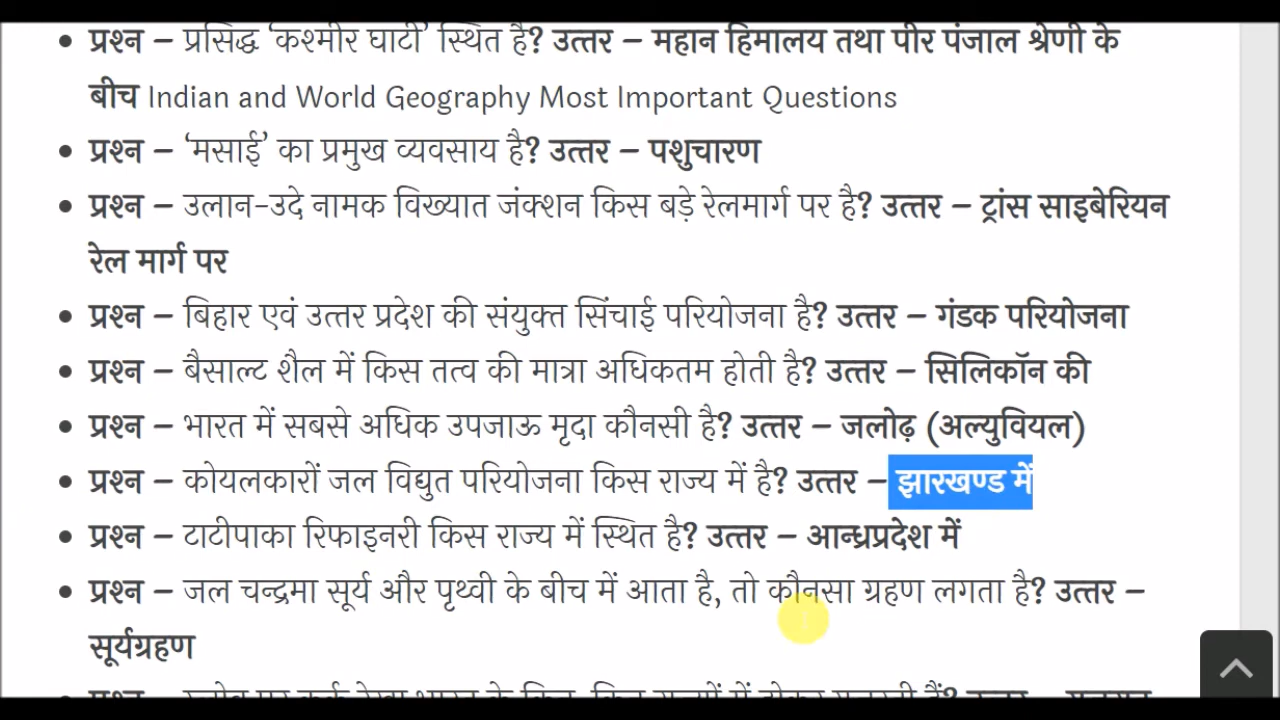 • प्रश्न – प्रसिद्ध ‘कश्मीर घाटी’ स्थित है? उत्तर – महान हिमालय तथा पीर पंजाल श्रेणी के
बीच Indian and World Geography Most Important Questions
• प्रश्न – ‘मसाई’ का प्रमुख व्यवसाय है? उत्तर – पशुचारण
• प्रश्न – उलान-उदे नामक विख्यात जंक्शन किस बड़े रेलमार्ग पर है? उत्तर – ट्रांस साइबेरियन
रेल मार्ग पर
• प्रश्न – बिहार एवं उत्तर प्रदेश की संयुक्त सिंचाई परियोजना है? उत्तर – गंडक परियोजना
• प्रश्न – बैसाल्ट शैल में किस तत्व की मात्रा अधिकतम होती है? उत्तर – सिलिकॉन की
• प्रश्न – भारत में सबसे अधिक उपजाऊ मृदा कौनसी है? उत्तर – जलोढ़ (अल्युवियल)
• प्रश्न – कोयलकारों जल विद्युत परियोजना किस राज्य में है? उत्तर – झारखण्ड में
• प्रश्न – टाटीपाका रिफाइनरी किस राज्य में स्थित है? उत्तर – आन्ध्रप्रदेश में
• प्रश्न – जल चन्द्रमा सूर्य और पृथ्वी के बीच में आता है, तो कौनसा ग्रहण लगता है? उत्तर –
सूर्यग्रहण